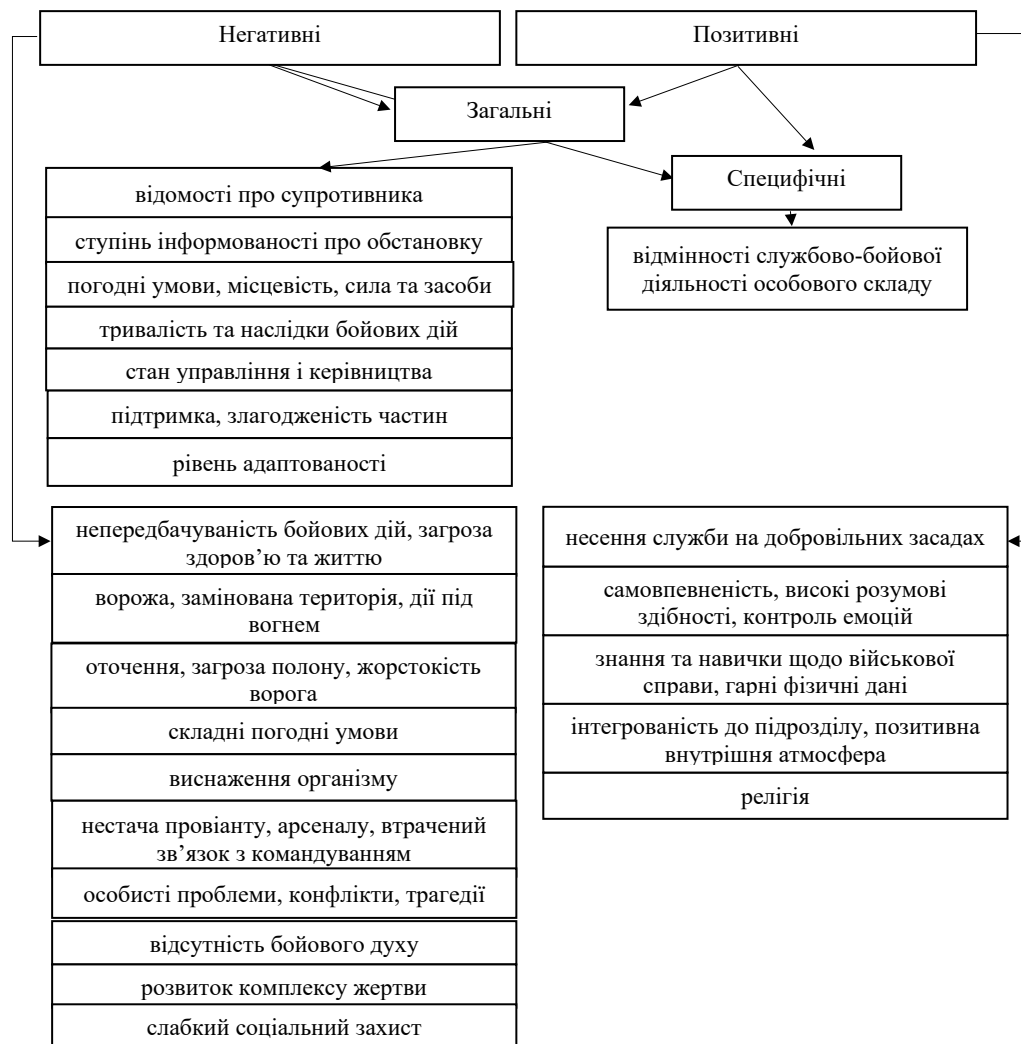 Негативні
Позитивні
Загальні
Специфічні
відомості про супротивника
ступінь інформованості про обстановку
погодні умови, місцевість, сила та засоби
тривалість та наслідки бойових дій
стан управління і керівництва
підтримка, злагодженість частин
рівень адаптованості
відмінності службово-бойової
діяльності особового складу
непередбачуваність бойових дій, загроза
здоров’ю та життю
ворожа, замінована територія, дії під
вогнем
оточення, загроза полону, жорстокість
ворога
складні погодні умови
виснаження організму
нестача провіанту, арсеналу, втрачений
зв’язок з командуванням
особисті проблеми, конфлікти, трагедії
відсутність бойового духу
розвиток комплексу жертви
слабкий соціальний захист
несення служби на добровільних засадах
самовпевненість, високі розумові
здібності, контроль емоцій
знання та навички щодо військової
справи, гарні фізичні дані
інтегрованість до підрозділу, позитивна
внутрішня атмосфера
релігія